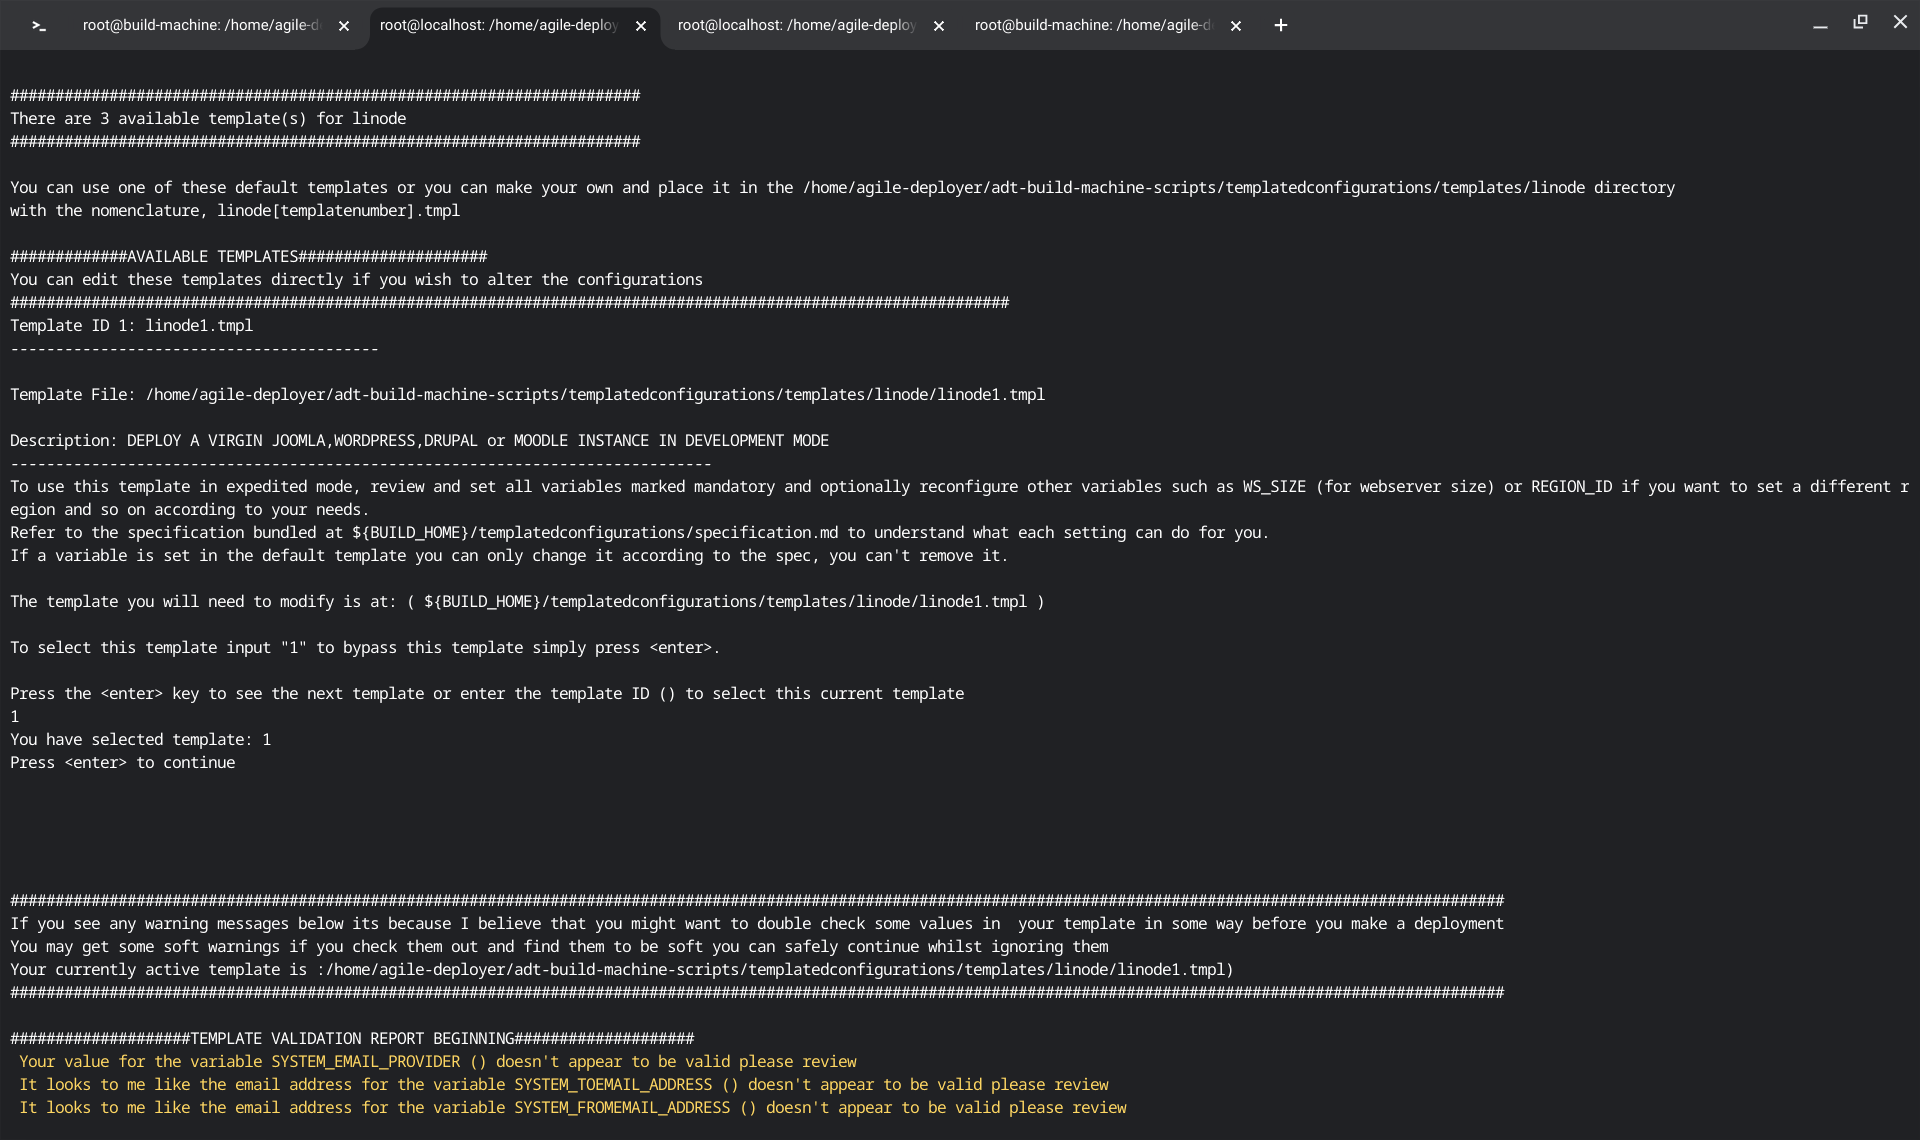 root@build-machine: /home/agile-d
root@localhost: /home/agile-deploy
root@localhost: /home/agile-deploy
root@build-machine: /home/agile-d
######################################################################
There are 3 available template(s) for linode
######################################################################
You can use one of these default templates or you can make your own and place it in the /home/agile-deployer/adt-build-machine-scripts/templatedconfigurations/templates/linode directory
with the nomenclature, linode[templatenumber].tmpl
#############AVAILABLE TEMPLATES#####################
You can edit these templates directly if you wish to alter the configurations
###############################################################################################################
Template ID 1: linode1.tmpl
-----------------------------------------
Template File: /home/agile-deployer/adt-build-machine-scripts/templatedconfigurations/templates/linode/linode1.tmpl
Description: DEPLOY A VIRGIN JOOMLA,WORDPRESS,DRUPAL or MOODLE INSTANCE IN DEVELOPMENT MODE
------------------------------------------------------------------------------
To use this template in expedited mode, review and set all variables marked mandatory and optionally reconfigure other variables such as WS_SIZE (for webserver size) or REGION_ID if you want to set a different r
egion and so on according to your needs.
Refer to the specification bundled at ${BUILD_HOME}/templatedconfigurations/specification.md to understand what each setting can do for you.
If a variable is set in the default template you can only change it according to the spec, you can't remove it.
The template you will need to modify is at: ( ${BUILD_HOME}/templatedconfigurations/templates/linode/linode1.tmpl )
To select this template input "1" to bypass this template simply press <enter>.
Press the <enter> key to see the next template or enter the template ID () to select this current template
1
You have selected template: 1
Press <enter> to continue
######################################################################################################################################################################
If you see any warning messages below its because I believe that you might want to double check some values in  your template in some way before you make a deployment
You may get some soft warnings if you check them out and find them to be soft you can safely continue whilst ignoring them
Your currently active template is :/home/agile-deployer/adt-build-machine-scripts/templatedconfigurations/templates/linode/linode1.tmpl)
######################################################################################################################################################################
####################TEMPLATE VALIDATION REPORT BEGINNING####################
Your value for the variable SYSTEM_EMAIL_PROVIDER () doesn't appear to be valid please review
It looks to me like the email address for the variable SYSTEM_TOEMAIL_ADDRESS () doesn't appear to be valid please review
It looks to me like the email address for the variable SYSTEM_FROMEMAIL_ADDRESS () doesn't appear to be valid please review